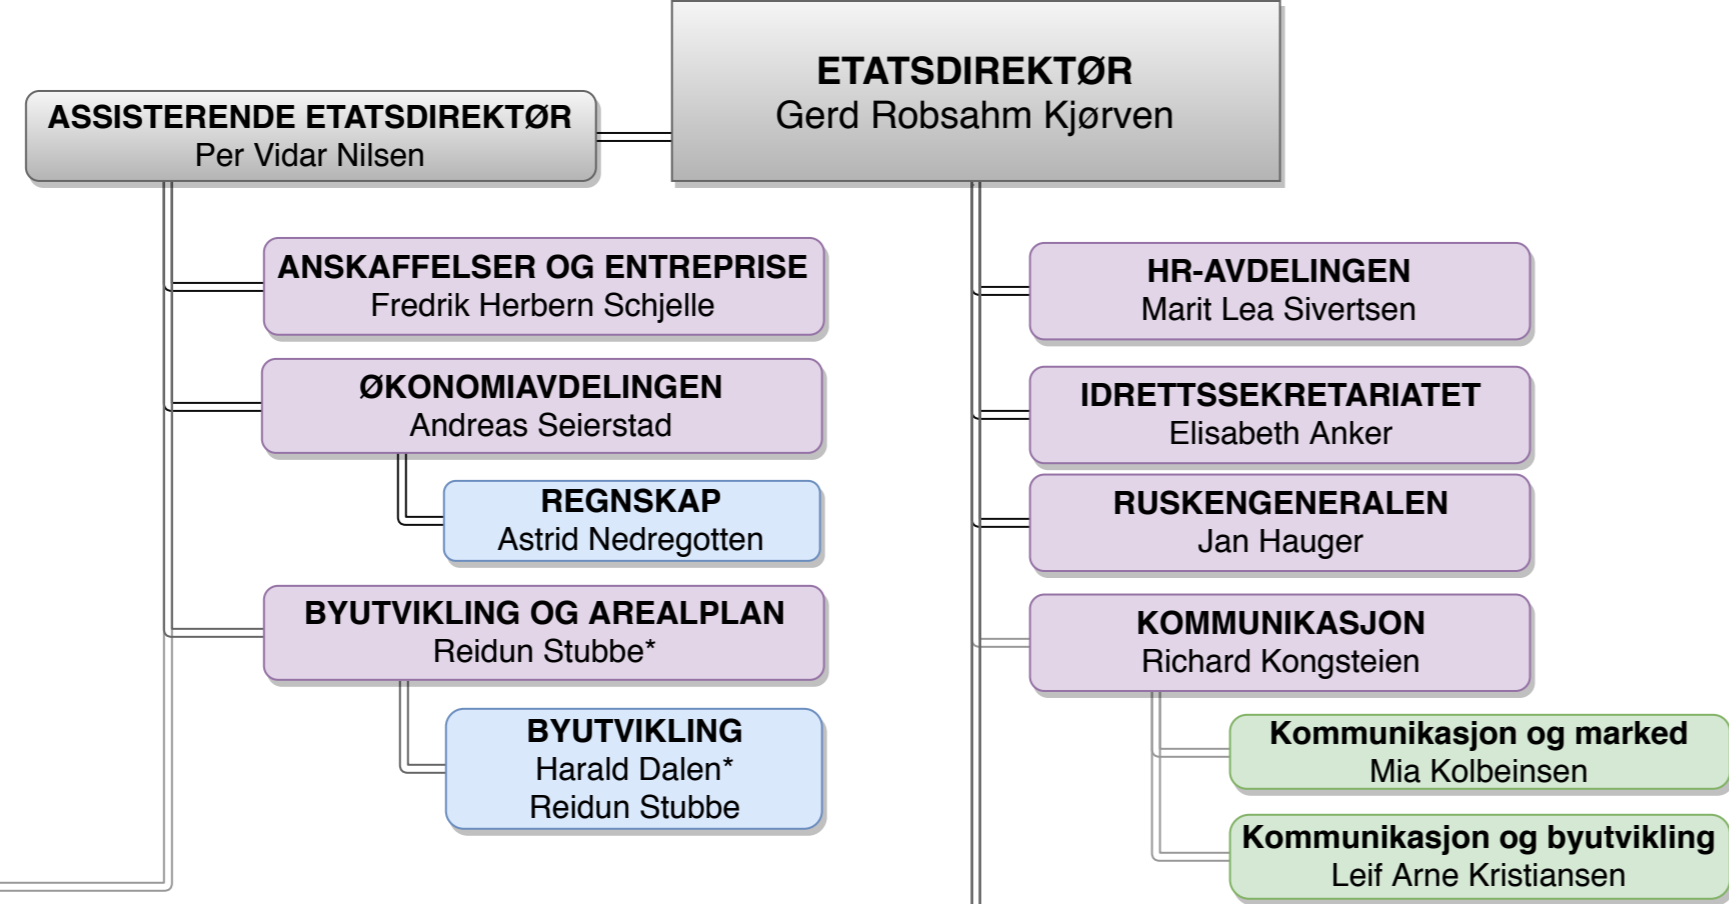 ETATSDIREKTØR
Gerd Robsahm Kjørven
ASSISTERENDE ETATSDIREKTØR
Per Vidar Nilsen
ANSKAFFELSER OG ENTREPRISE
Fredrik Herbern Schjelle
ØKONOMIAVDELINGEN
Andreas Seierstad
REGNSKAP
Astrid Nedregotten
BYUTVIKLING OG AREALPLAN
Reidun Stubbe*
BYUTVIKLING
Harald Dalen*
Reidun Stubbe
HR-AVDELINGEN
Marit Lea Sivertsen
IDRETTSSEKRETARIATET
Elisabeth Anker
RUSKENGENERALEN
Jan Hauger
KOMMUNIKASJON
Richard Kongsteien
Kommunikasjon og marked
Mia Kolbeinsen
Kommunikasjon og byutvikling
Leif Arne Kristiansen